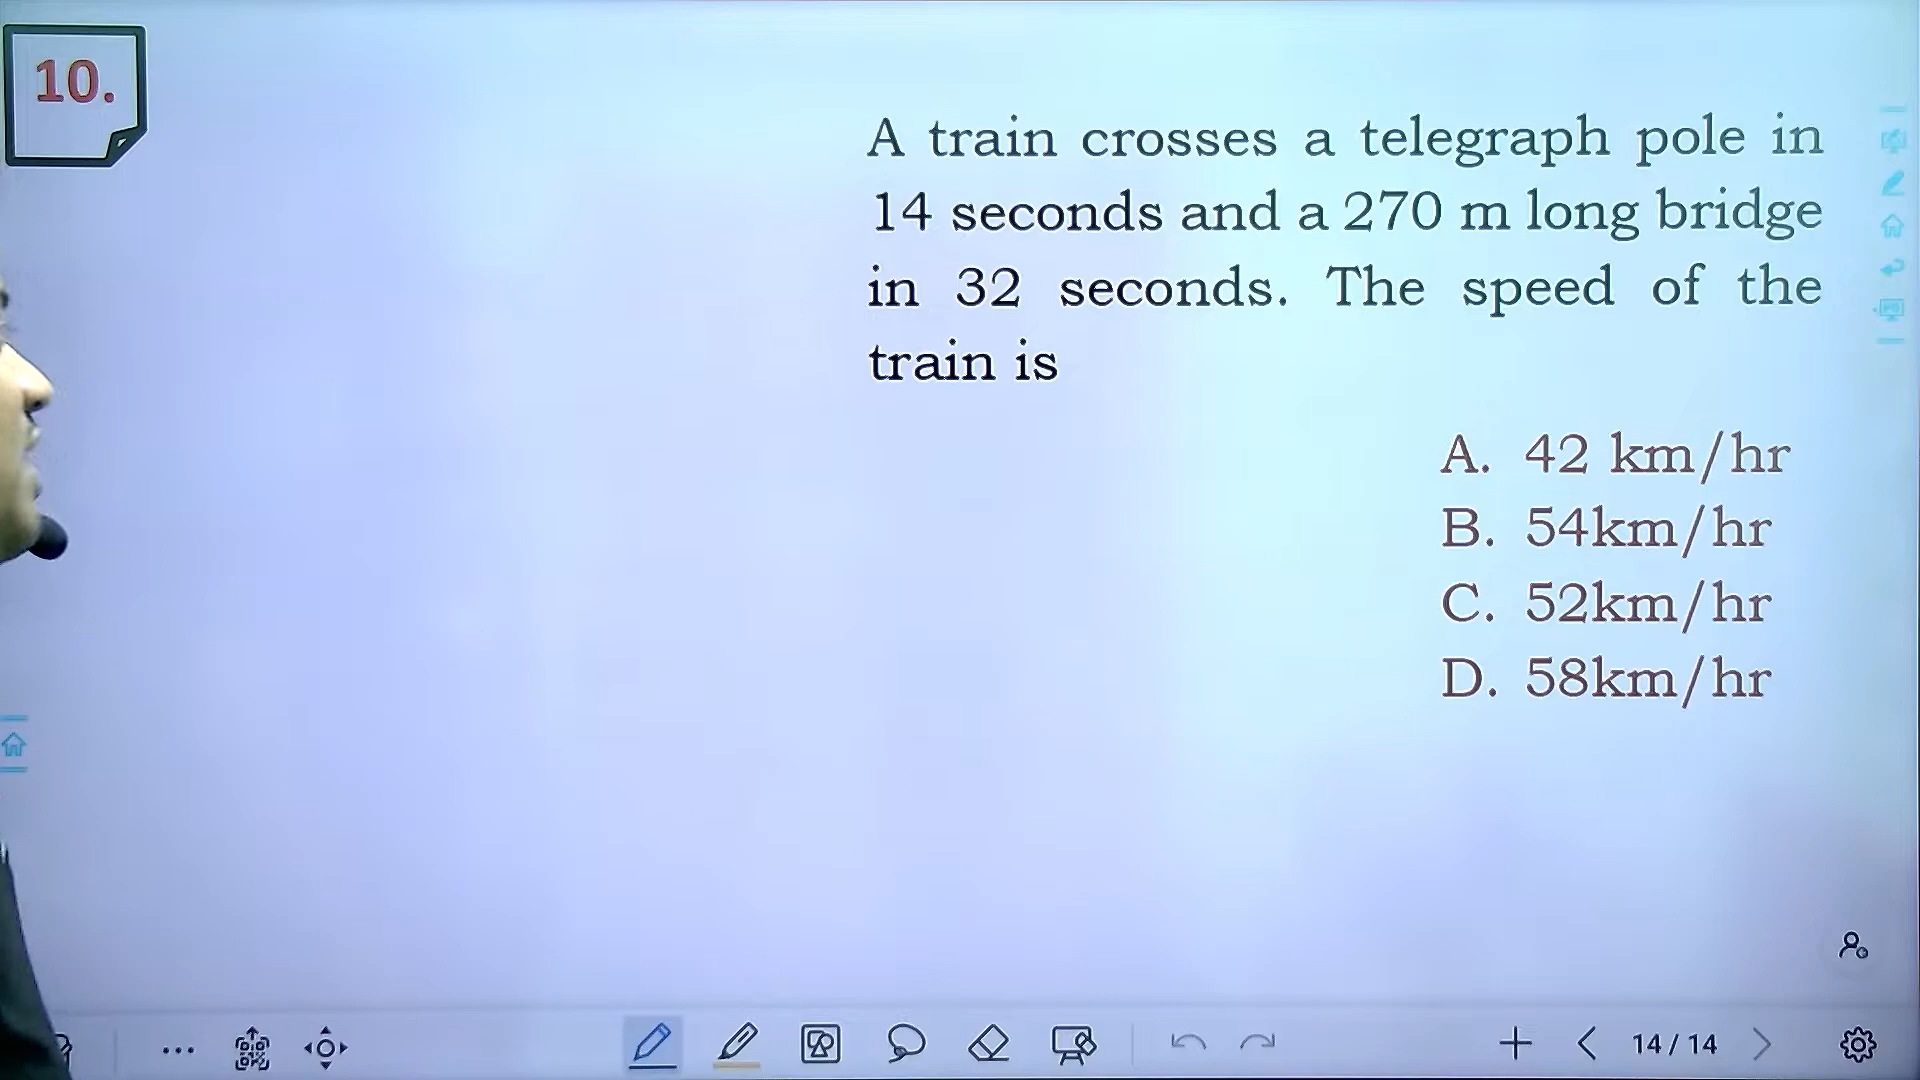 10.
A train crosses a telegraph pole in
14 seconds and a 270 m long bridge
in 32 seconds. The speed of the
train is
A. 42 km/hr
B. 54km/hr
C. 52km/hr
D. 58km/hr
14 / 14